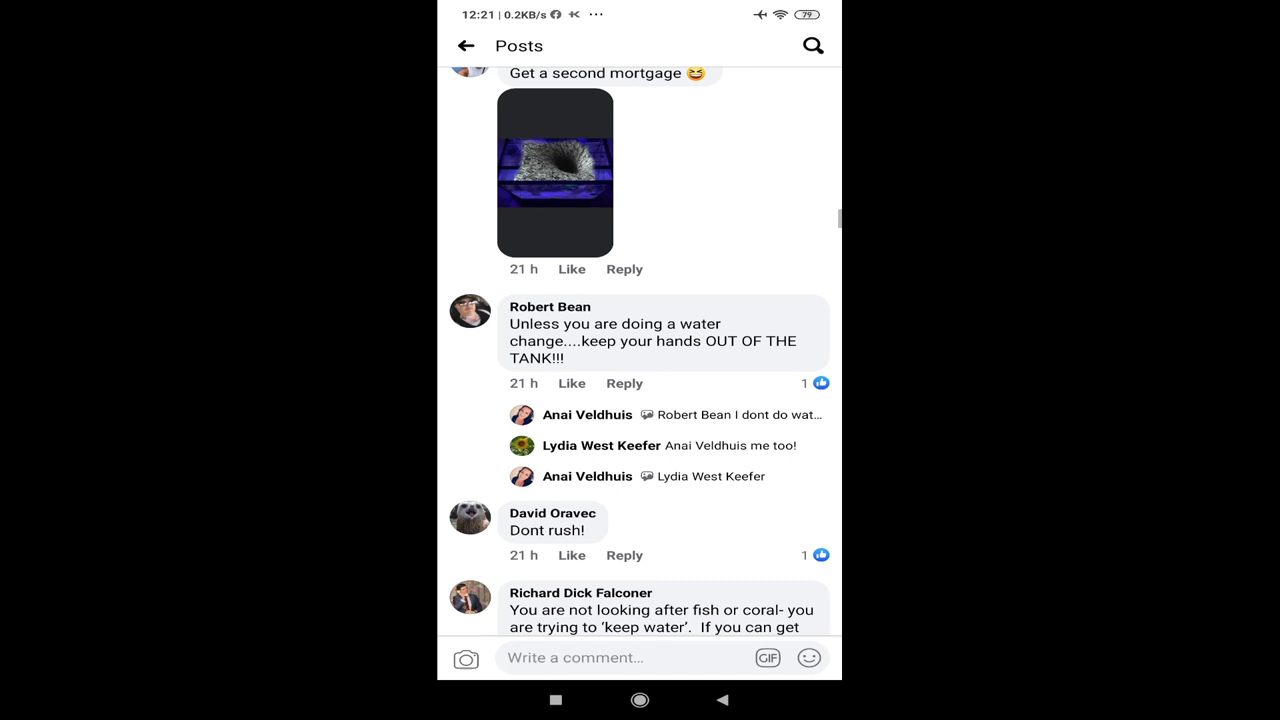 12:21 | 0.2KB/s
79
Posts
Get a second mortgage 😆
21 h Like Reply
Robert Bean
Unless you are doing a water
change....keep your hands OUT OF THE
TANK!!!
21 h Like Reply 1
Anai Veldhuis Robert Bean I dont do wat...
Lydia West Keefer Anai Veldhuis me too!
Anai Veldhuis Lydia West Keefer
David Oravec
Dont rush!
21 h Like Reply 1
Richard Dick Falconer
You are not looking after fish or coral- you
are trying to ‘keep water’. If you can get
Write a comment...
GIF